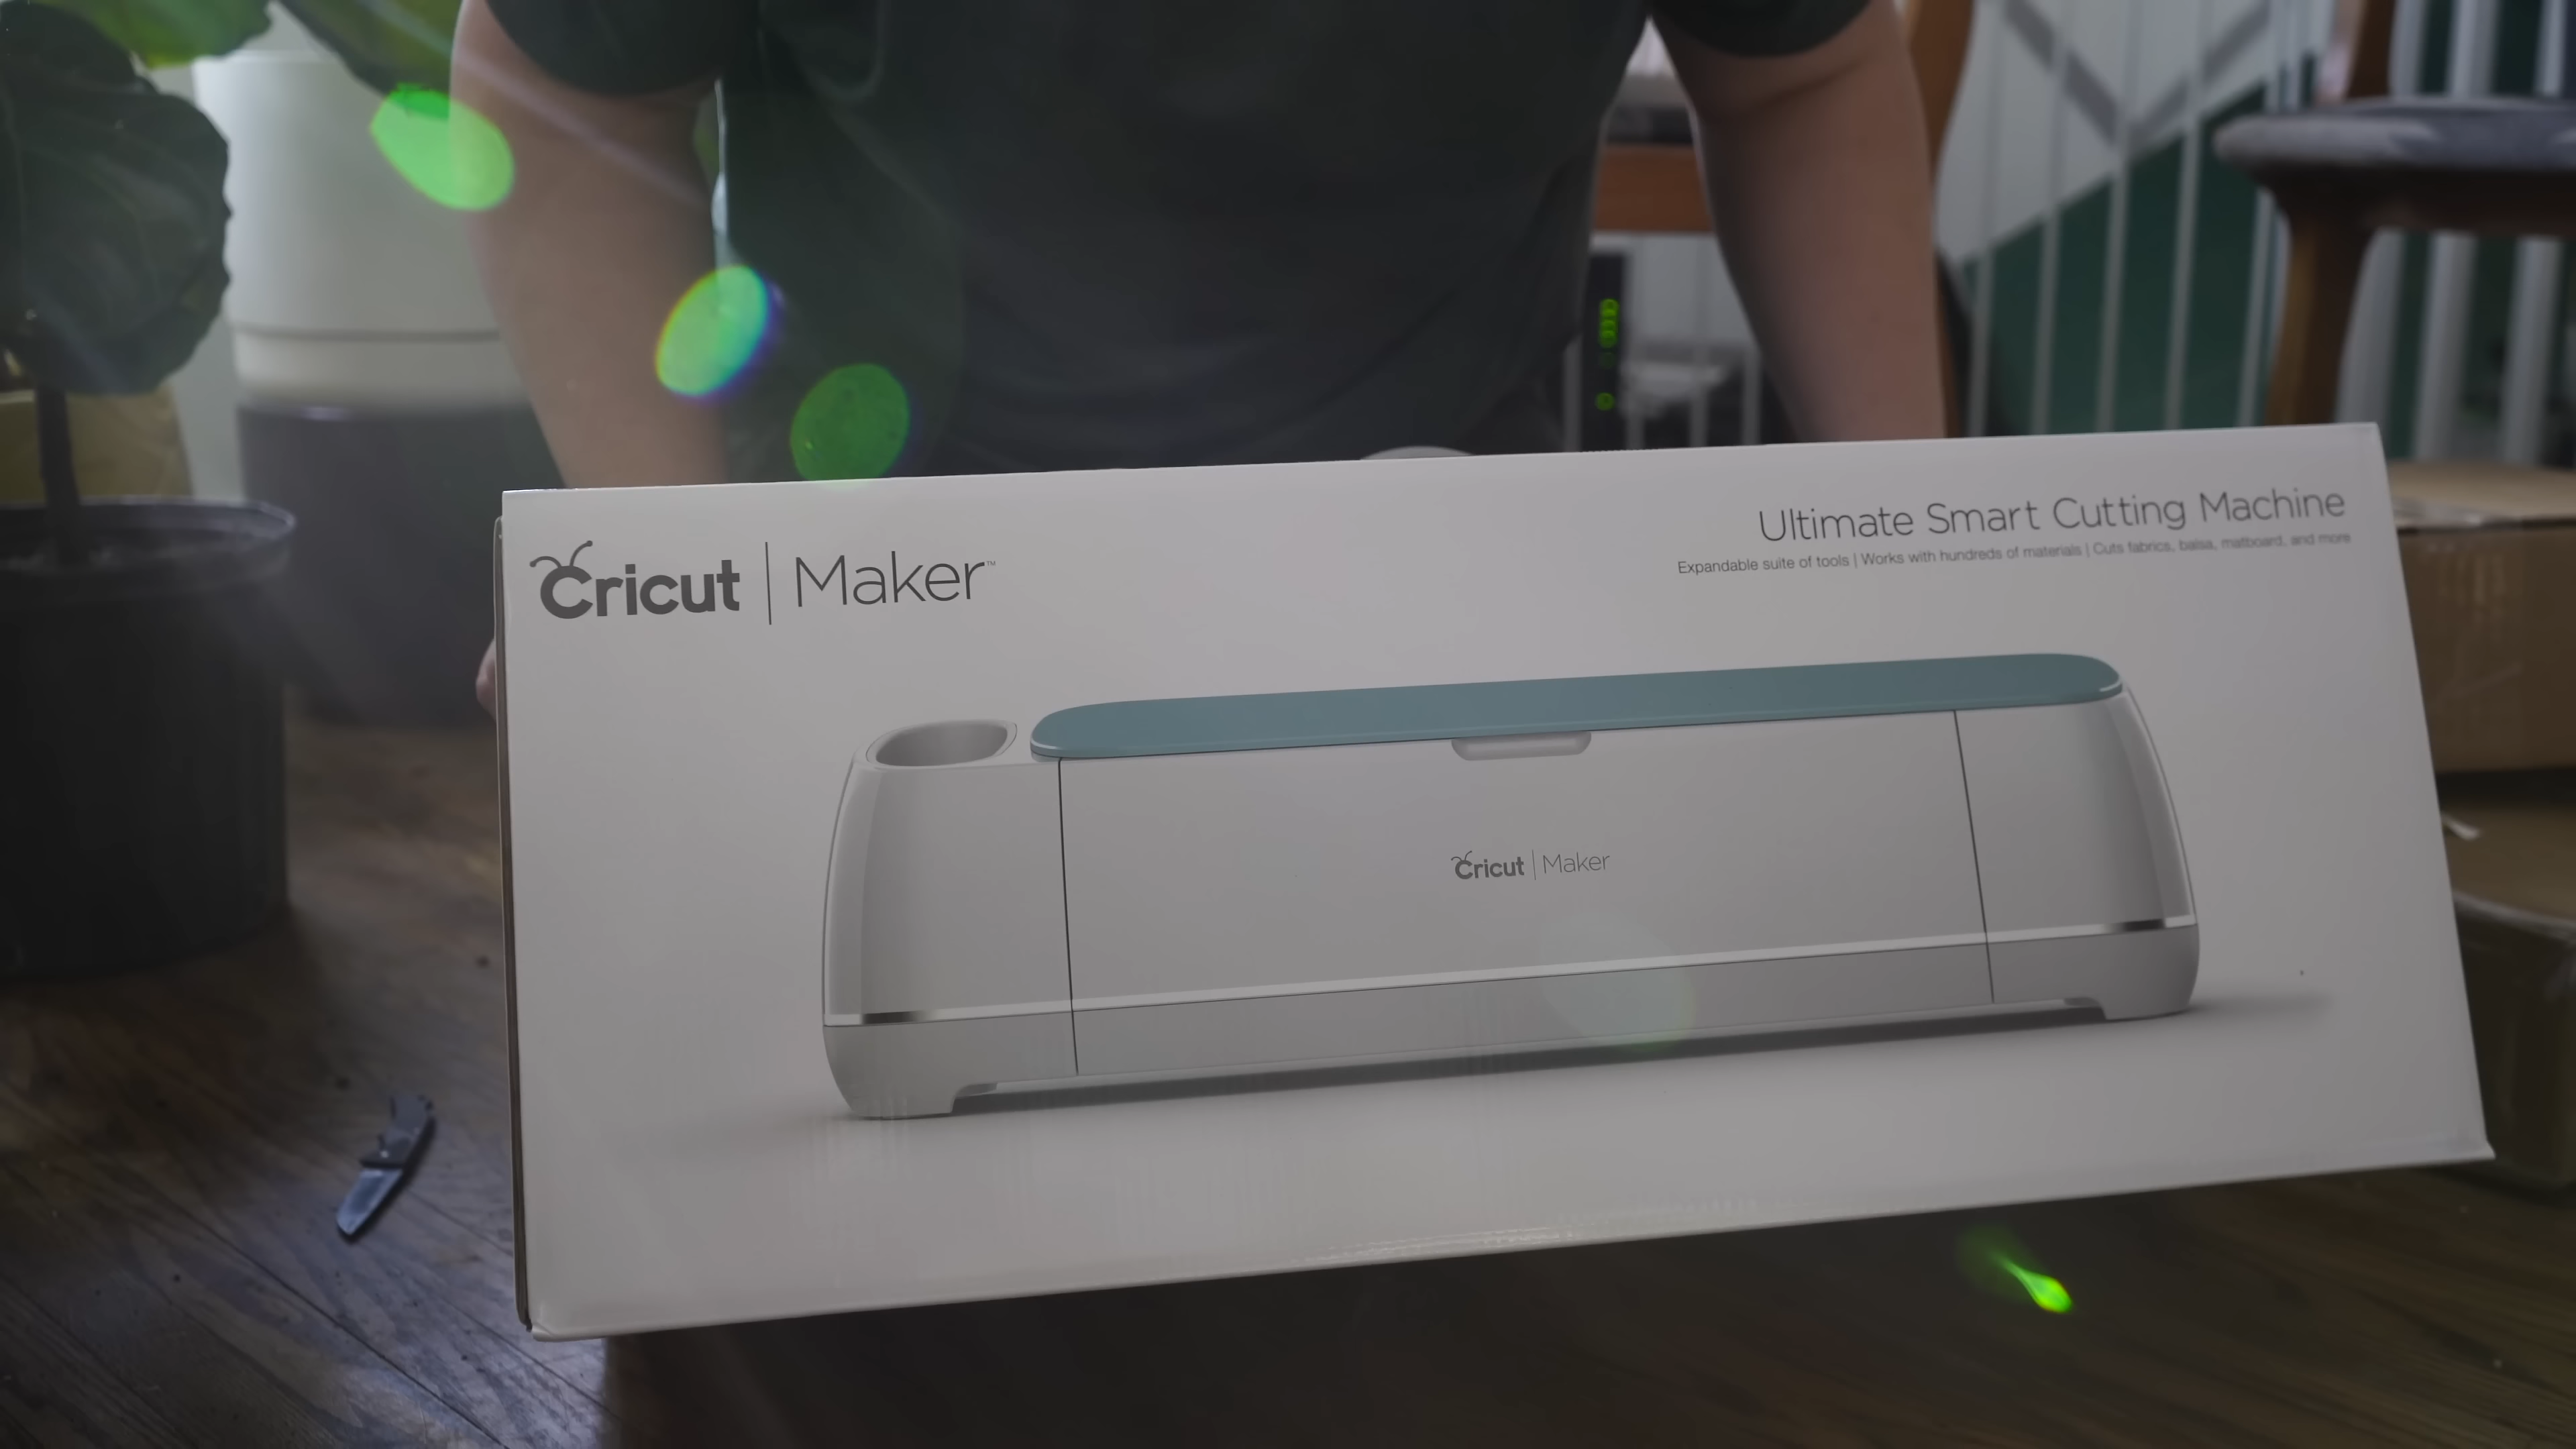 Cricut | Maker™
Ultimate Smart Cutting Machine
Expandable suite of tools | Works with hundreds of materials | Cuts fabrics, balsa, matboard, and more
Cricut | Maker